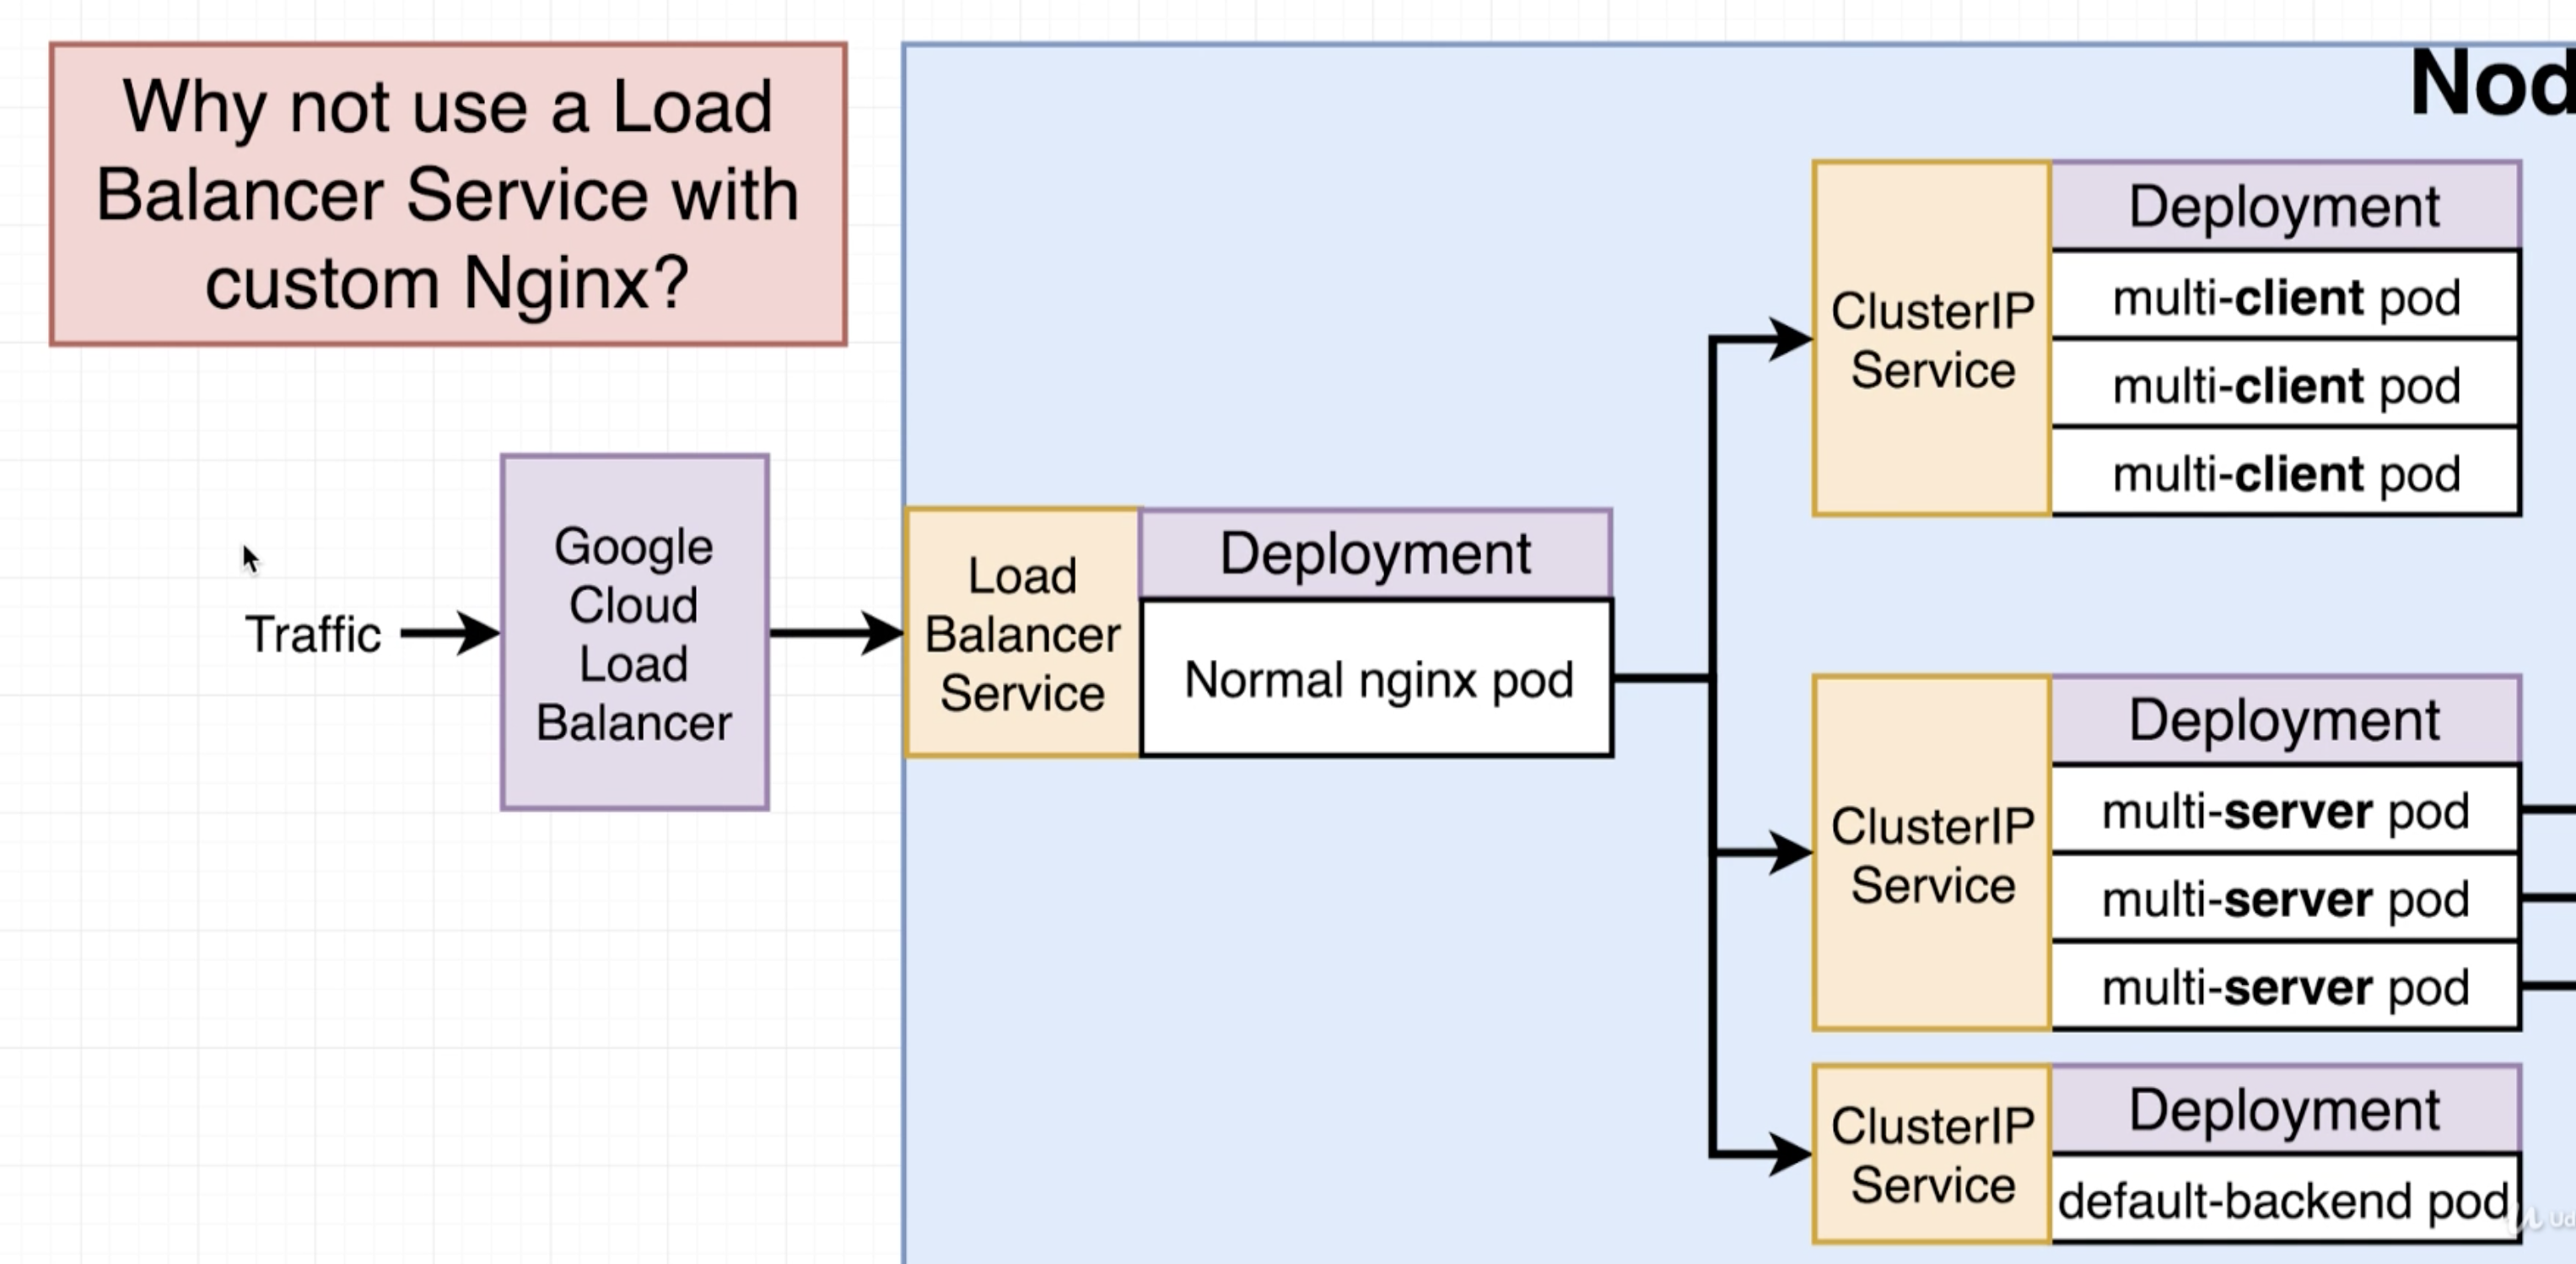 Why not use a Load
Balancer Service with
custom Nginx?
Nod
Traffic
Google
Cloud
Load
Balancer
Load
Balancer
Service
Deployment
Normal nginx pod
ClusterIP
Service
Deployment
multi-client pod
multi-client pod
multi-client pod
ClusterIP
Service
Deployment
multi-server pod
multi-server pod
multi-server pod
ClusterIP
Service
Deployment
default-backend pod
Ud